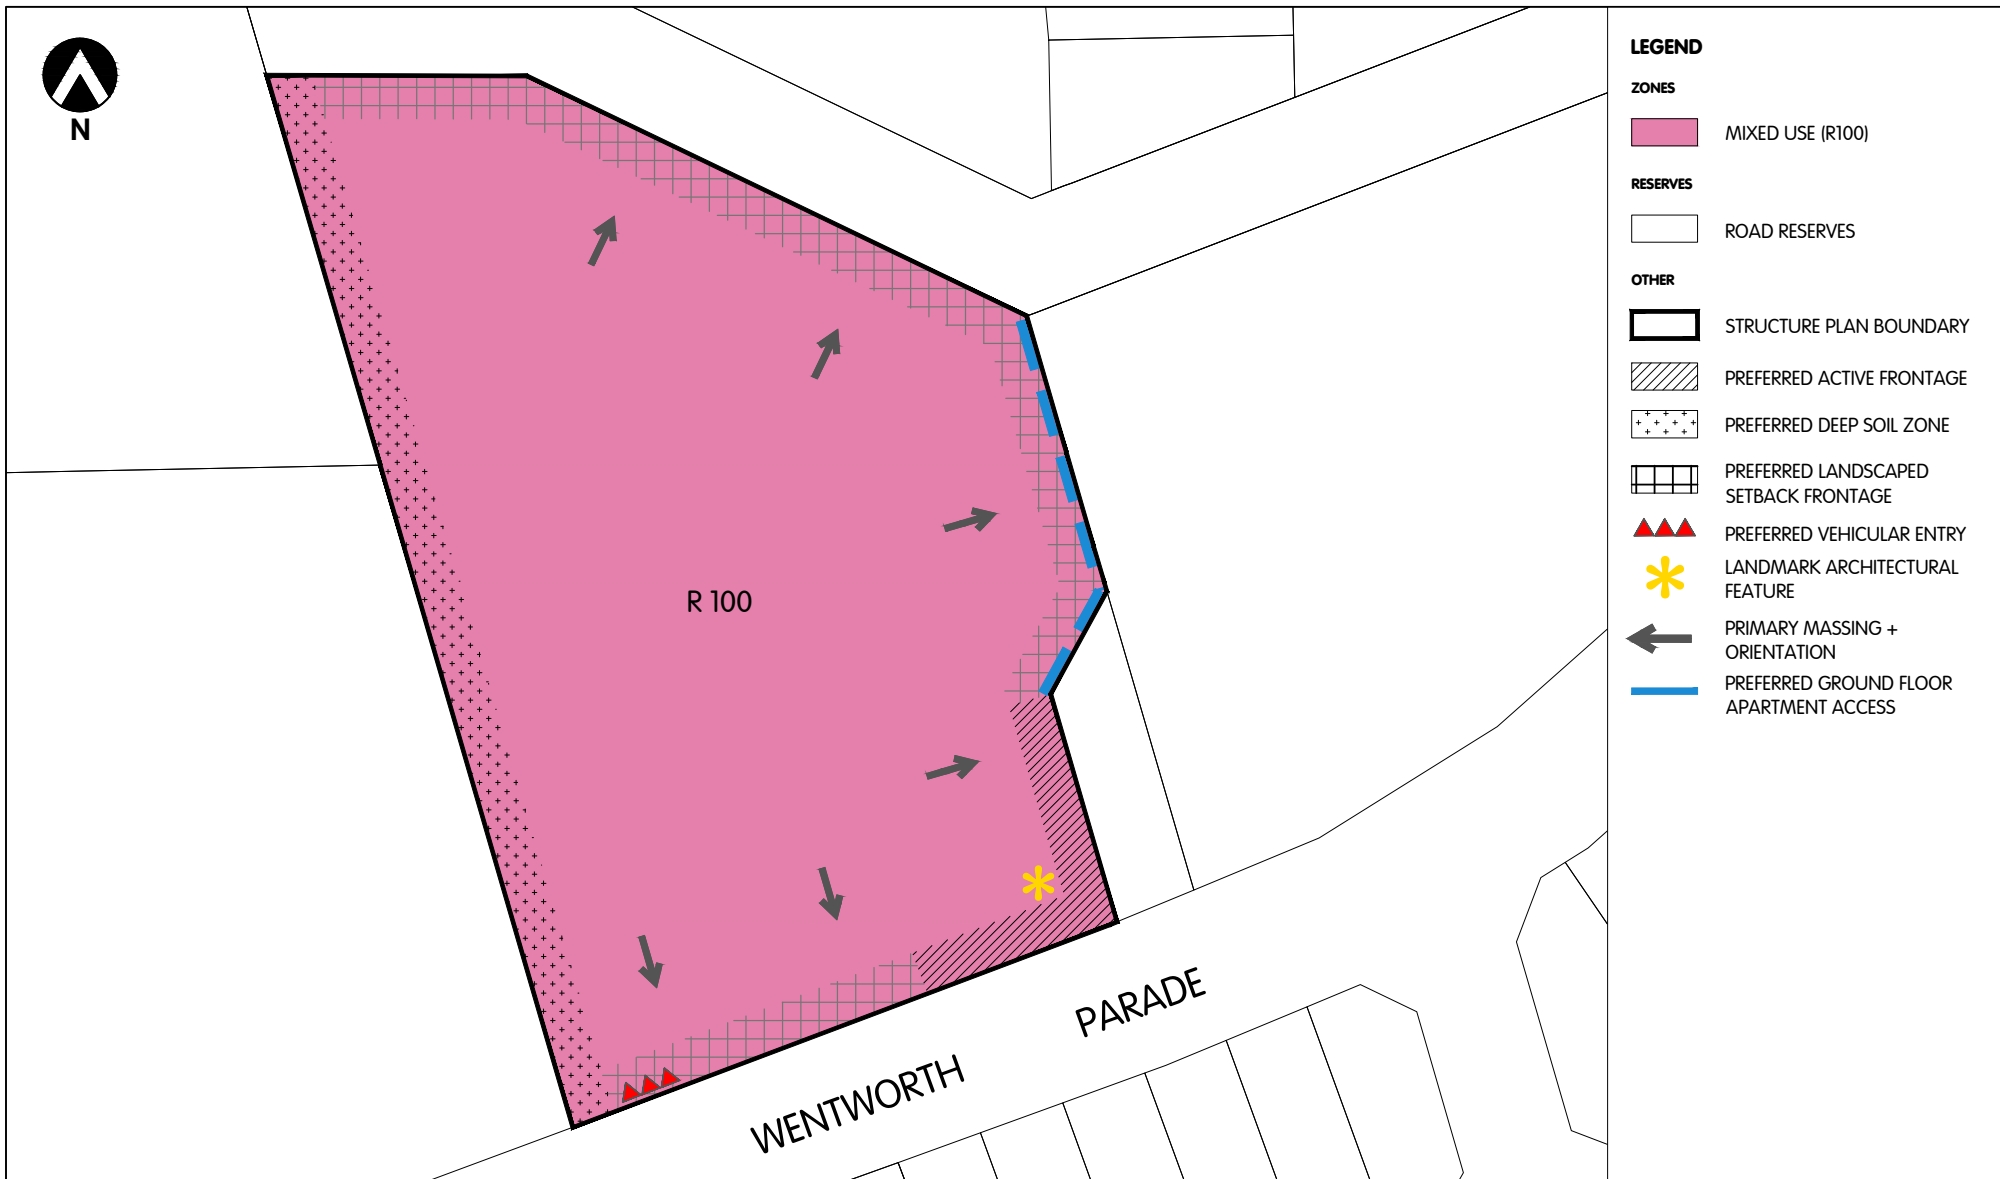 N
R 100
WENTWORTH PARADE
LEGEND
ZONES
MIXED USE (R100)
RESERVES
ROAD RESERVES
OTHER
STRUCTURE PLAN BOUNDARY
PREFERRED ACTIVE FRONTAGE
PREFERRED DEEP SOIL ZONE
PREFERRED LANDSCAPED
SETBACK FRONTAGE
PREFERRED VEHICULAR ENTRY
LANDMARK ARCHITECTURAL
FEATURE
PRIMARY MASSING +
ORIENTATION
PREFERRED GROUND FLOOR
APARTMENT ACCESS